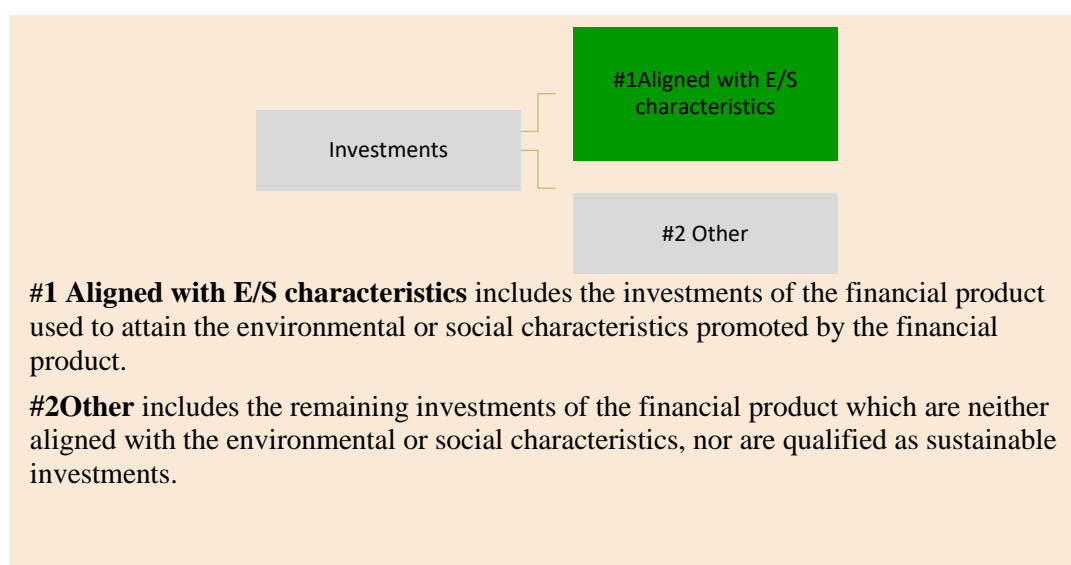 #1Aligned with E/S
characteristics
Investments
#2 Other
#1 Aligned with E/S characteristics includes the investments of the financial product
used to attain the environmental or social characteristics promoted by the financial
product.
#2Other includes the remaining investments of the financial product which are neither
aligned with the environmental or social characteristics, nor are qualified as sustainable
investments.